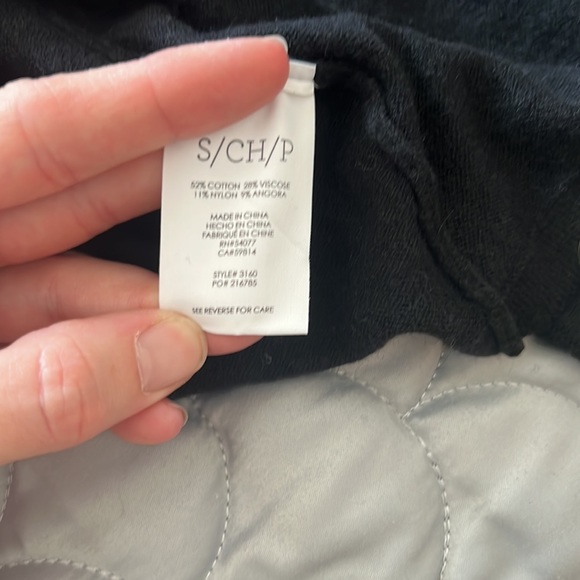 S/CH/P
52% COTTON 28% VISCOSE
11% NYLON 9% ANGORA
MADE IN CHINA
HECHO EN CHINA
FABRIQUÉ EN CHINE
RN#54077
CA#59814
STYLE# 3160
PO# 216785
SEE REVERSE FOR CARE